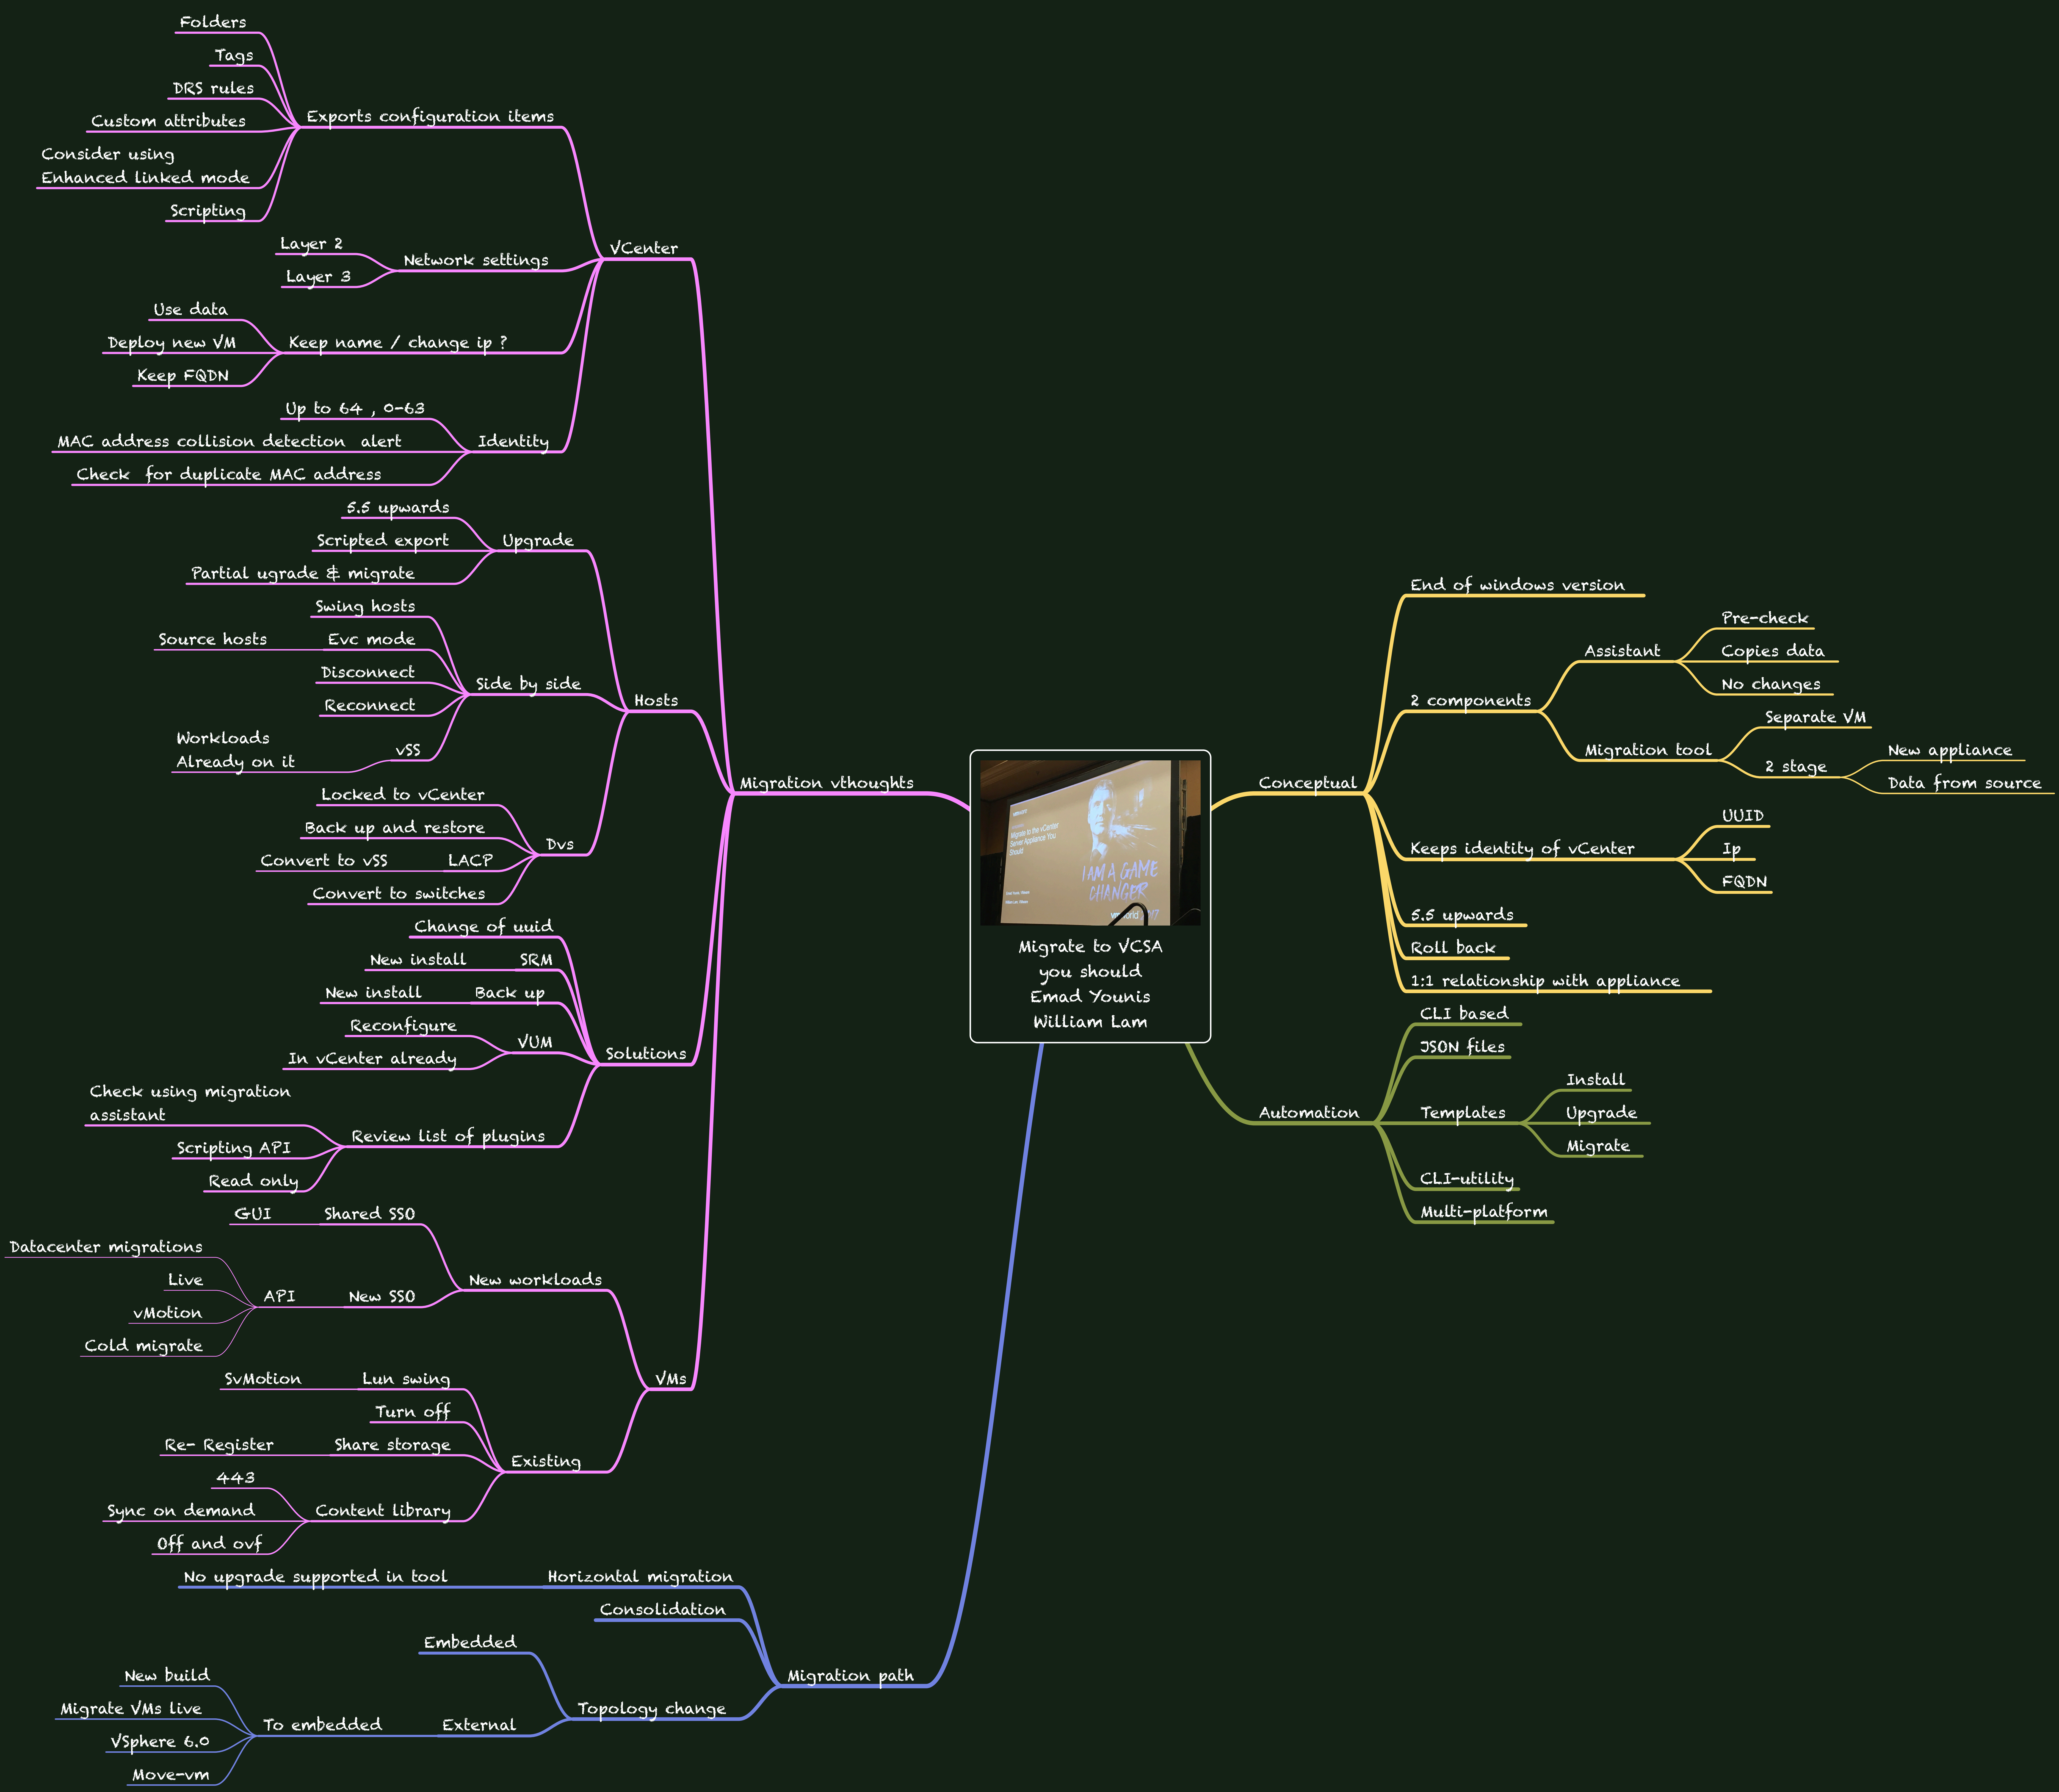 Folders
Tags
DRS rules
Custom attributes
Consider using
Enhanced linked mode
Scripting
Exports configuration items
Layer 2
Layer 3
Network settings
Use data
Deploy new VM
Keep FQDN
Keep name / change ip ?
Up to 64 , 0-63
MAC address collision detection  alert
Check  for duplicate MAC address
Identity
VCenter
5.5 upwards
Scripted export
Partial ugrade & migrate
Upgrade
Swing hosts
Source hosts
Evc mode
Disconnect
Reconnect
Workloads
Already on it
vSS
Side by side
Locked to vCenter
Back up and restore
Convert to vSS
LACP
Convert to switches
Dvs
Hosts
Change of uuid
New install
SRM
New install
Back up
Reconfigure
In vCenter already
VUM
Check using migration
assistant
Scripting API
Read only
Review list of plugins
Solutions
GUI
Shared SSO
Datacenter migrations
Live
vMotion
Cold migrate
API
New SSO
New workloads
SvMotion
Lun swing
Turn off
Re- Register
Share storage
443
Sync on demand
Off and ovf
Content library
Existing
VMs
Migration vthoughts
No upgrade supported in tool
Horizontal migration
Consolidation
Embedded
New build
Migrate VMs live
VSphere 6.0
Move-vm
To embedded
External
Topology change
Migration path
Migrate to the vCenter
Server Appliance You
Should
I AM A GAME
CHANGER
Migrate to VCSA
you should
Emad Younis
William Lam
Conceptual
End of windows version
2 components
Assistant
Pre-check
Copies data
No changes
Migration tool
Separate VM
2 stage
New appliance
Data from source
Keeps identity of vCenter
UUID
Ip
FQDN
5.5 upwards
Roll back
1:1 relationship with appliance
Automation
CLI based
JSON files
Templates
Install
Upgrade
Migrate
CLI-utility
Multi-platform